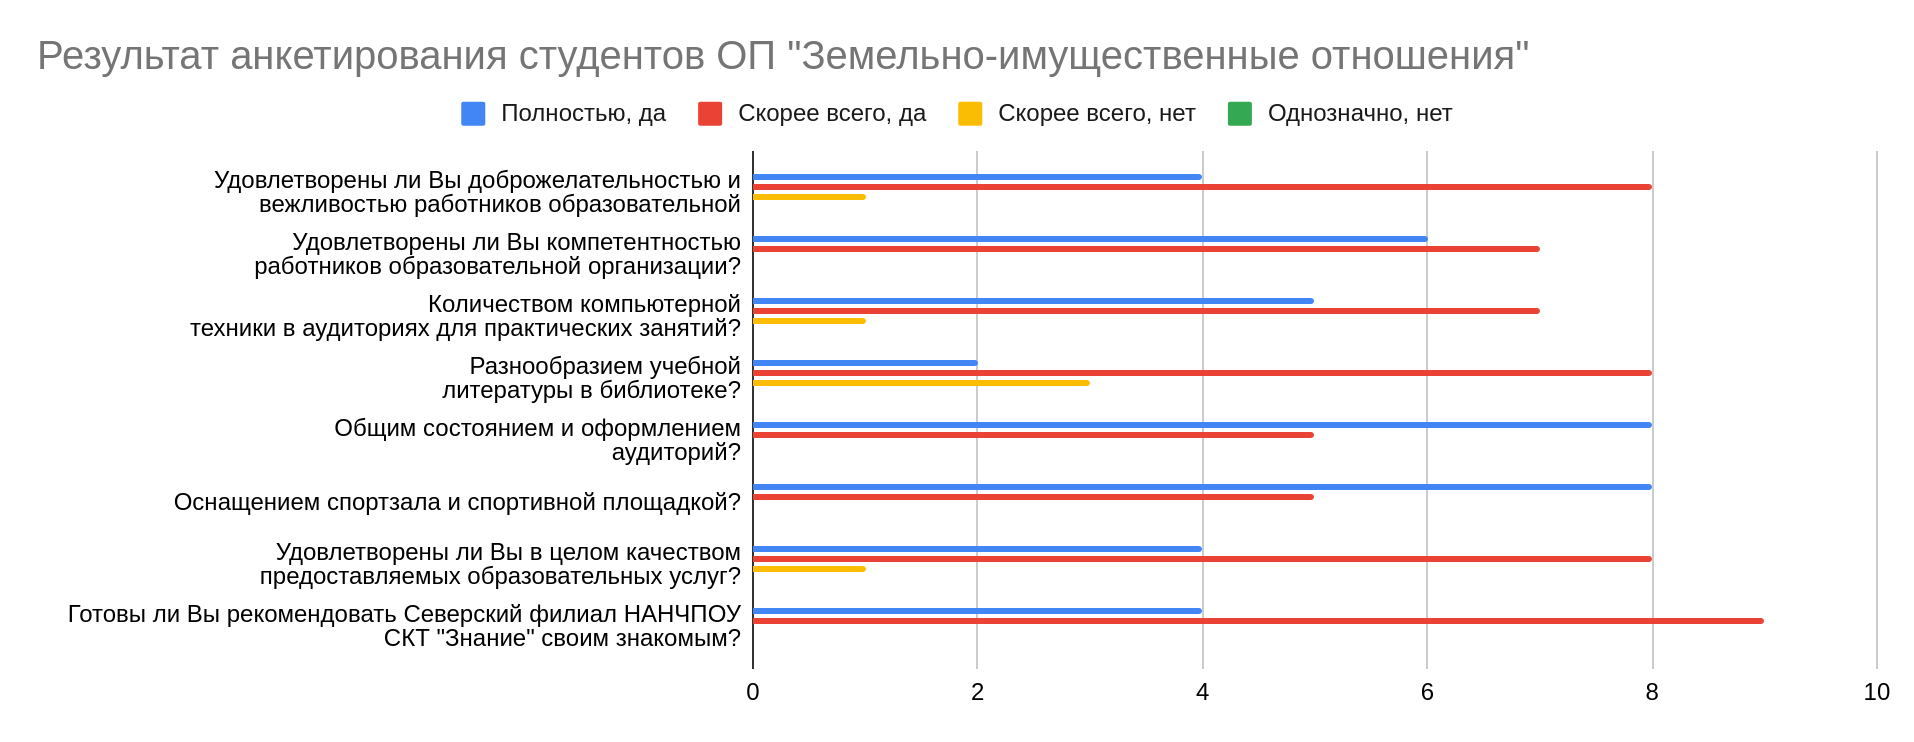 Результат анкетирования студентов ОП "Земельно-имущественные отношения"
Полностью, да
Скорее всего, да
Скорее всего, нет
Однозначно, нет
Удовлетворены ли Вы доброжелательностью и
вежливостью работников образовательной
Удовлетворены ли Вы компетентностью
работников образовательной организации?
Количеством компьютерной
техники в аудиториях для практических занятий?
Разнообразием учебной
литературы в библиотеке?
Общим состоянием и оформлением
аудиторий?
Оснащением спортзала и спортивной площадкой?
Удовлетворены ли Вы в целом качеством
предоставляемых образовательных услуг?
Готовы ли Вы рекомендовать Северский филиал НАНЧПОУ
СКТ "Знание" своим знакомым?
0 2 4 6 8 10